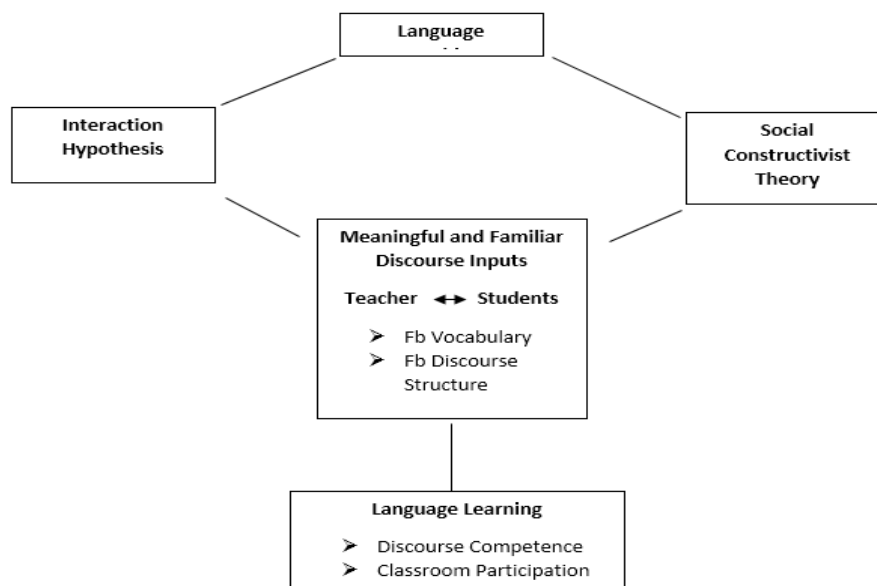 Language
Interaction
Hypothesis
Social
Constructivist
Theory
Meaningful and Familiar
Discourse Inputs
Teacher ↔ Students
➢ Fb Vocabulary
➢ Fb Discourse
Structure
Language Learning
➢ Discourse Competence
➢ Classroom Participation